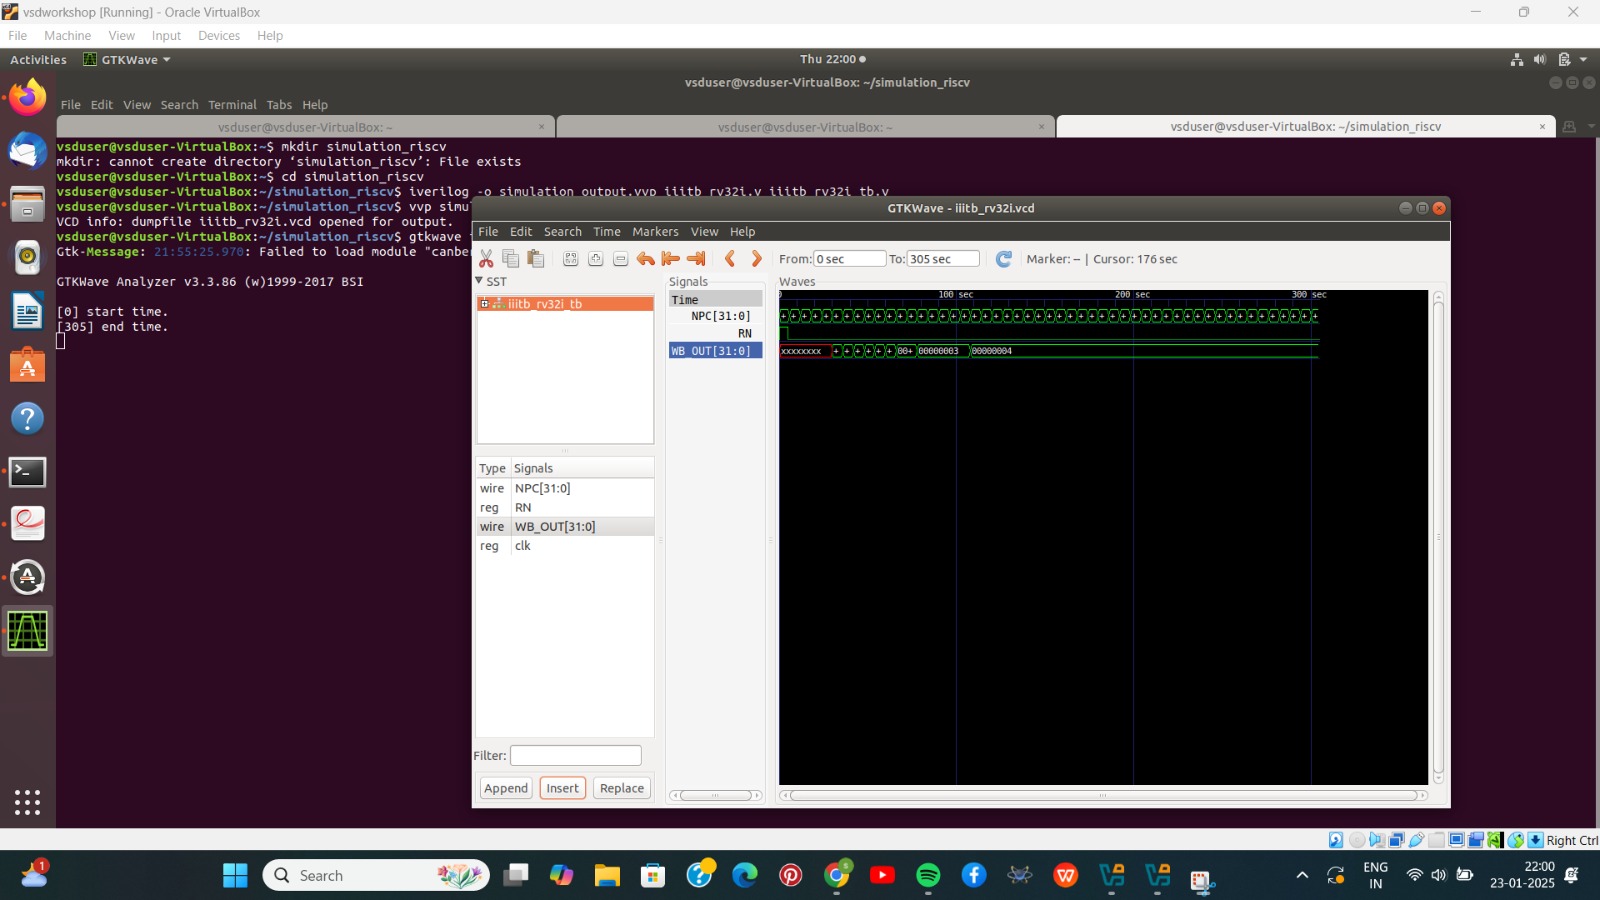 vsdworkshop [Running] - Oracle VirtualBox
File Machine View Input Devices Help
Activities GTKWave Thu 22:00
vsduser@vsduser-VirtualBox: ~/simulation_riscv
File Edit View Search Terminal Tabs Help
vsduser@vsduser-VirtualBox: ~ × vsduser@vsduser-VirtualBox: ~ × vsduser@vsduser-VirtualBox: ~/simulation_riscv ×
vsduser@vsduser-VirtualBox:~$ mkdir simulation_riscv
mkdir: cannot create directory ‘simulation_riscv’: File exists
vsduser@vsduser-VirtualBox:~$ cd simulation_riscv
vsduser@vsduser-VirtualBox:~/simulation_riscv$ iverilog -o simulation_output.vvp iiitb_rv32i.v iiitb_rv32i_tb.v
vsduser@vsduser-VirtualBox:~/simulation_riscv$ vvp simu
VCD info: dumpfile iiitb_rv32i.vcd opened for output.
vsduser@vsduser-VirtualBox:~/simulation_riscv$ gtkwave
Gtk-Message: 21:55:25.970: Failed to load module "canbe
GTKWave Analyzer v3.3.86 (w)1999-2017 BSI
[0] start time.
[305] end time.
GTKWave - iiitb_rv32i.vcd
File Edit Search Time Markers View Help
From: 0 sec To: 305 sec Marker: -- | Cursor: 176 sec
SST
iiitb_rv32i_tb
Type Signals
wire NPC[31:0]
reg RN
wire WB_OUT[31:0]
reg clk
Filter:
Append Insert Replace
Signals
Time
NPC[31:0]
RN
WB_OUT[31:0]
Waves
0 100 sec 200 sec 300 sec
+ + + + + + + + + + + + + + + + + + + + + + + + + + + + + + + + + + + + + + + + + + + + + + + + + + +
xxxxxxxx + + + + + + 00+ 00000003 00000004
Right Ctrl
1
Search
S
ENG
IN
22:00
23-01-2025